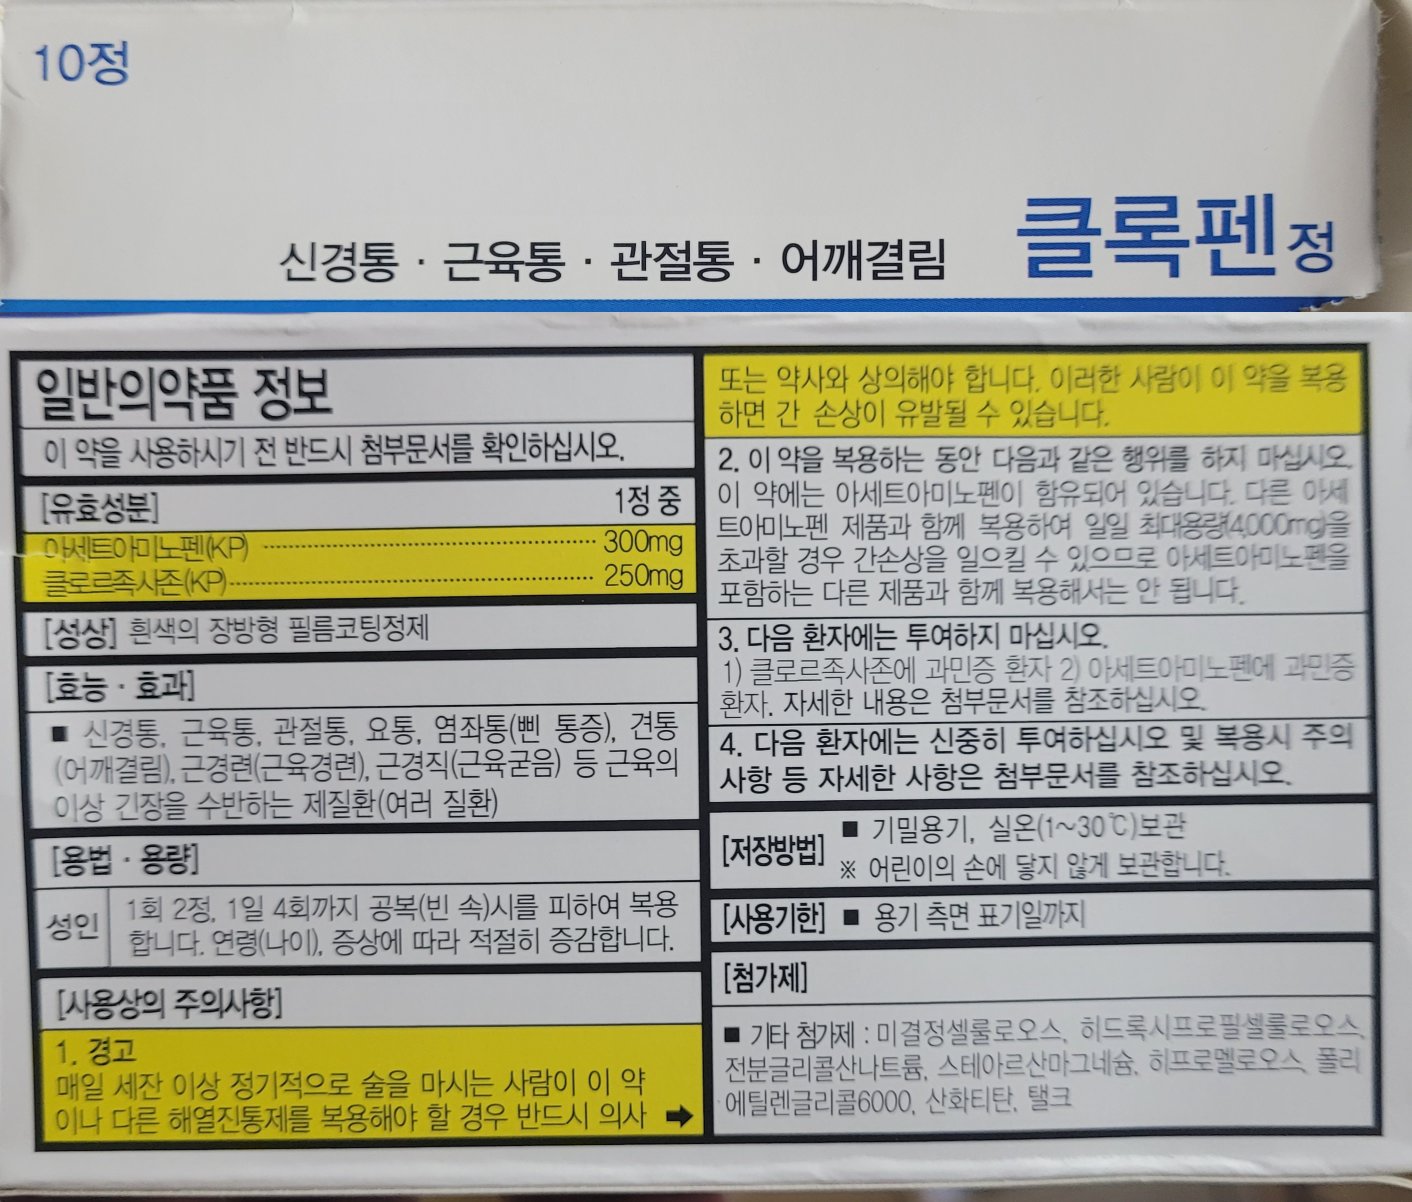 10정
신경통 · 근육통 · 관절통 · 어깨결림 클록펜정
일반의약품 정보
이 약을 사용하시기 전 반드시 첨부문서를 확인하십시오.
[유효성분] 1정 중
아세트아미노펜(KP) ······ 300mg
클로르족사존(KP) ······ 250mg
[성상] 흰색의 장방형 필름코팅정제
[효능 · 효과]
■ 신경통, 근육통, 관절통, 요통, 염좌통(삔 통증), 견통
(어깨결림), 근경련(근육경련), 근경직(근육굳음) 등 근육의
이상 긴장을 수반하는 제질환(여러 질환)
[용법 · 용량]
성인
1회 2정, 1일 4회까지 공복(빈 속)시를 피하여 복용
합니다. 연령(나이), 증상에 따라 적절히 증감합니다.
[사용상의 주의사항]
1. 경고
매일 세잔 이상 정기적으로 술을 마시는 사람이 이 약
이나 다른 해열진통제를 복용해야 할 경우 반드시 의사 ➡
또는 약사와 상의해야 합니다. 이러한 사람이 이 약을 복용
하면 간 손상이 유발될 수 있습니다.
2. 이 약을 복용하는 동안 다음과 같은 행위를 하지 마십시오.
이 약에는 아세트아미노펜이 함유되어 있습니다. 다른 아세
트아미노펜 제품과 함께 복용하여 일일 최대용량(4,000mg)을
초과할 경우 간손상을 일으킬 수 있으므로 아세트아미노펜을
포함하는 다른 제품과 함께 복용해서는 안 됩니다.
3. 다음 환자에는 투여하지 마십시오.
1) 클로르족사존에 과민증 환자 2) 아세트아미노펜에 과민증
환자. 자세한 내용은 첨부문서를 참조하십시오.
4. 다음 환자에는 신중히 투여하십시오 및 복용시 주의
사항 등 자세한 사항은 첨부문서를 참조하십시오.
[저장방법] ■ 기밀용기, 실온(1~30℃)보관
※ 어린이의 손에 닿지 않게 보관합니다.
[사용기한] ■ 용기 측면 표기일까지
[첨가제]
■ 기타 첨가제 : 미결정셀룰로오스, 히드록시프로필셀룰로오스,
전분글리콜산나트륨, 스테아르산마그네슘, 히프로멜로오스, 폴리
에틸렌글리콜6000, 산화티탄, 탤크